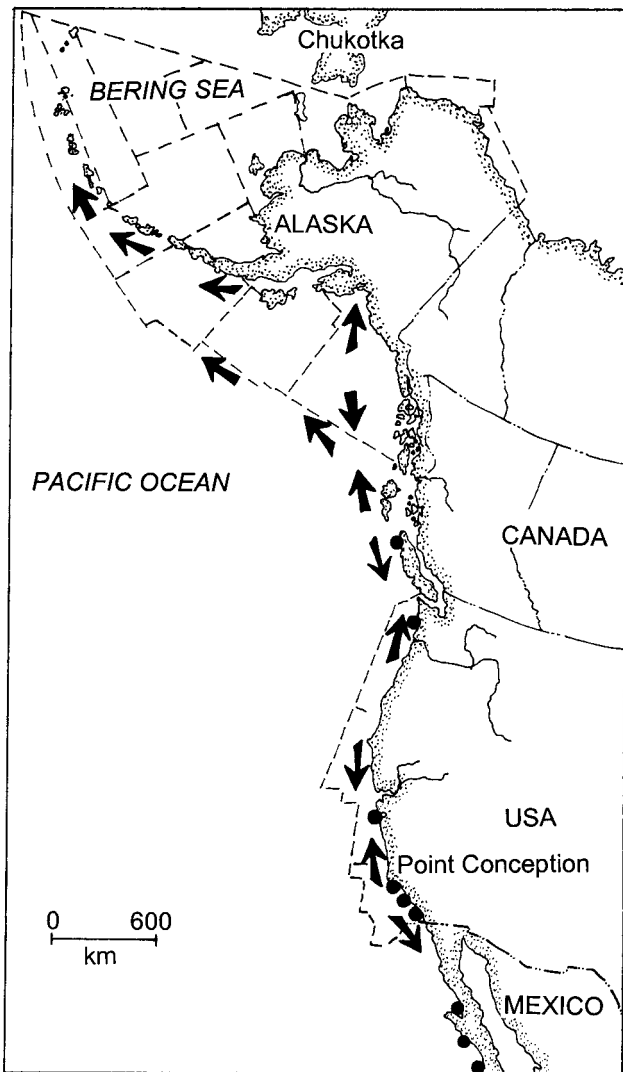 Chukotka
BERING SEA
ALASKA
PACIFIC OCEAN
CANADA
USA
Point Conception
0 600
km
MEXICO